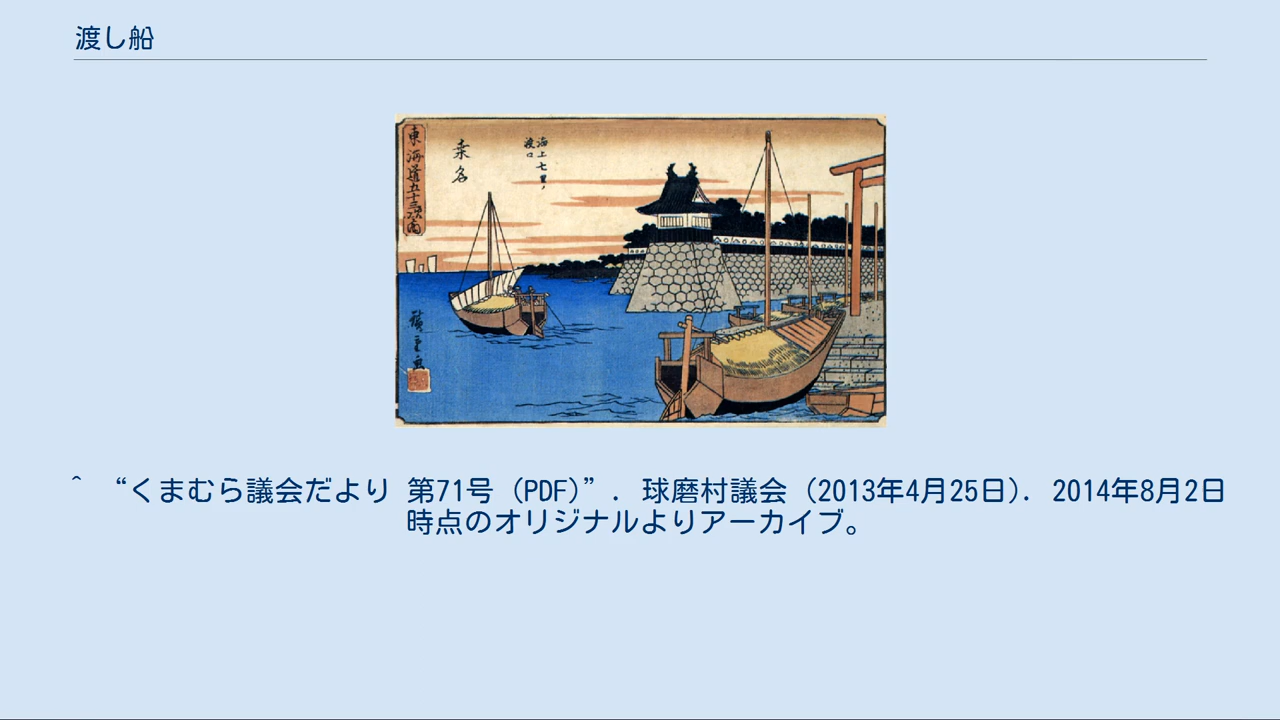 渡し船
東海道五十三次之内
桑名
海上七里ノ
渡口
廣重画
^ “くまむら議会だより 第71号（PDF）”. 球磨村議会（2013年4月25日）. 2014年8月2日
時点のオリジナルよりアーカイブ。